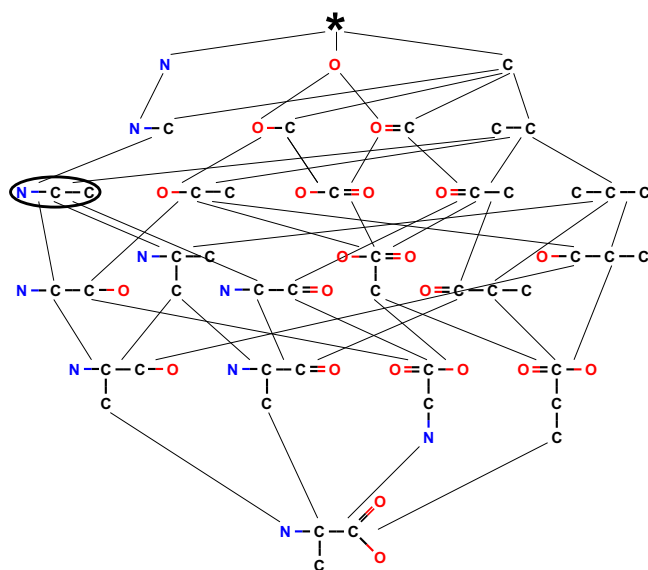 *
N O C
N-C O-C O=C C-C
N-C-C O-C-C O-C=O O=C-C C-C-C
N-C-C O-C=O O-C-C-C
N-C-C-O C N-C-C=O C O=C-C-C
N-C-C-O N-C-C=O O=C-O O=C-O
C C C C
N C
O
N-C-C
C O